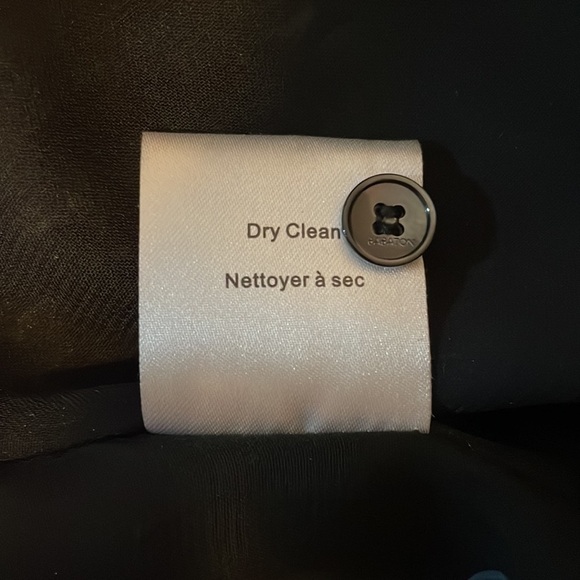 Dry Clean
Nettoyer à sec